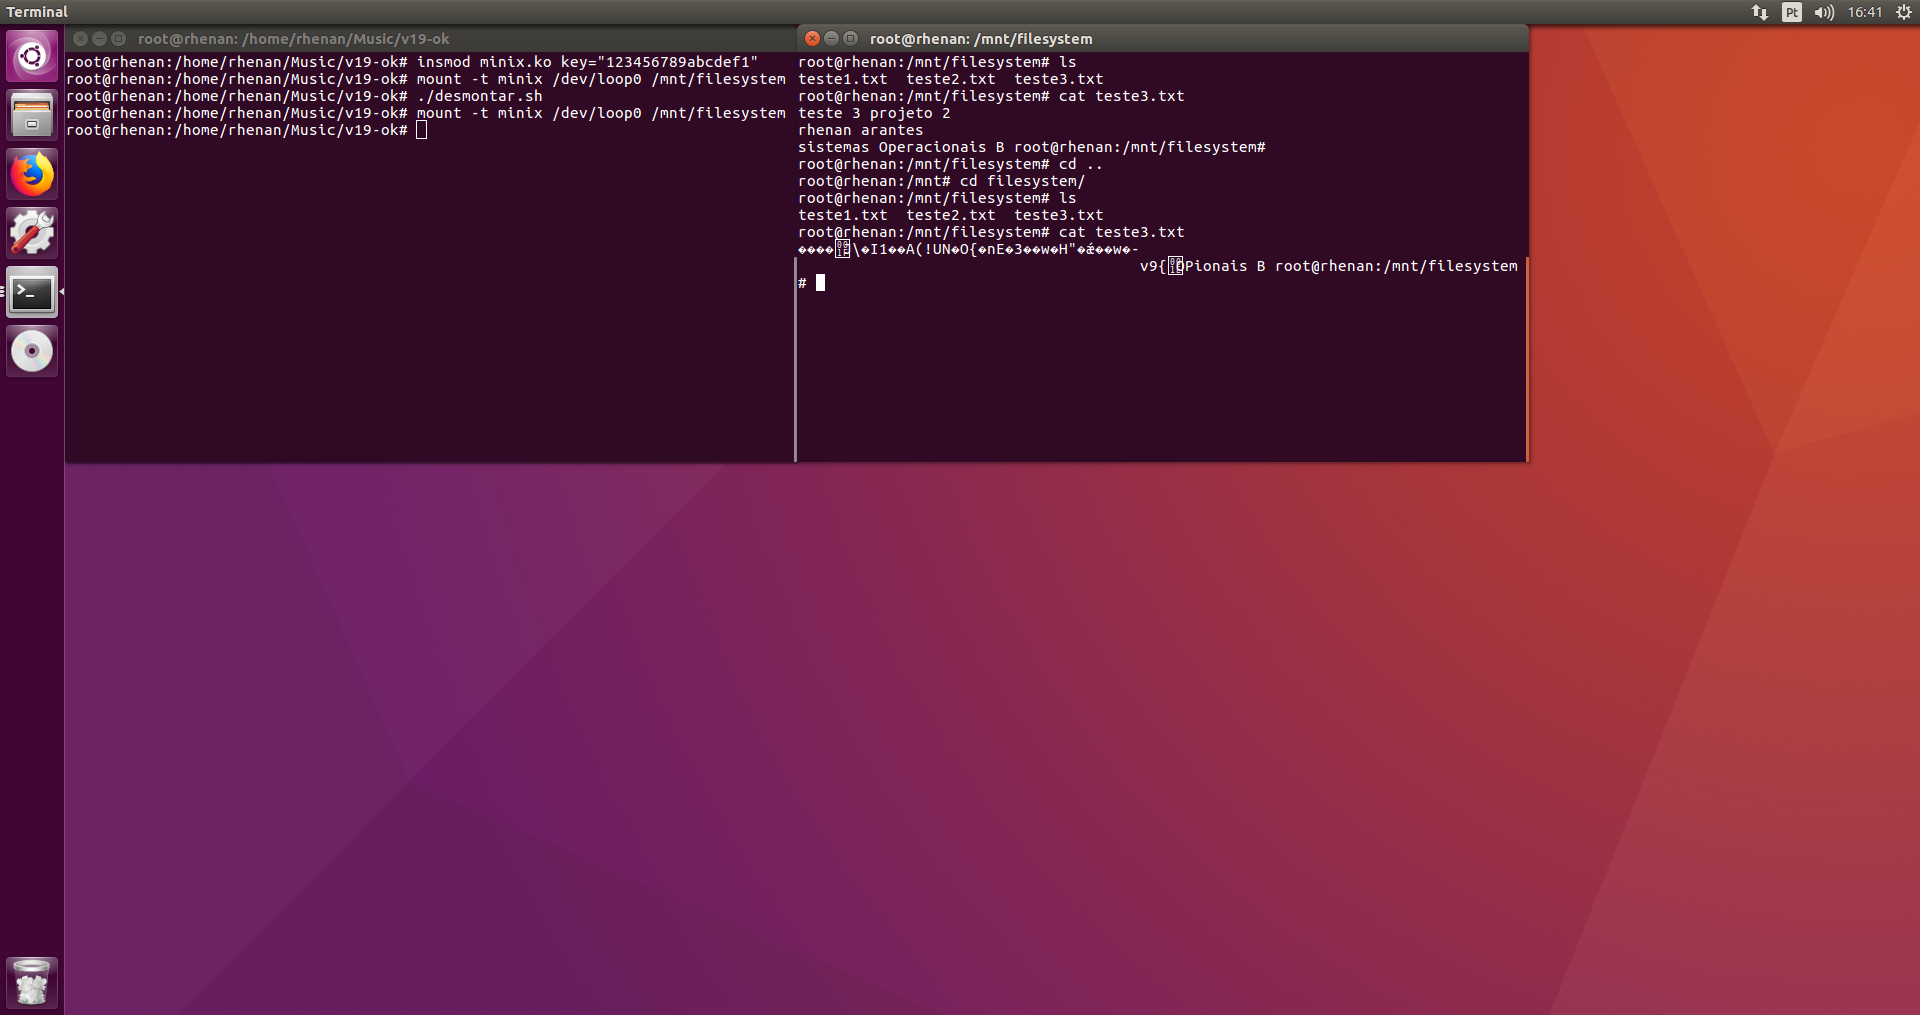 Terminal
Pt
16:41
root@rhenan: /home/rhenan/Music/v19-ok
root@rhenan:/home/rhenan/Music/v19-ok# insmod minix.ko key="123456789abcdef1"
root@rhenan:/home/rhenan/Music/v19-ok# mount -t minix /dev/loop0 /mnt/filesystem
root@rhenan:/home/rhenan/Music/v19-ok# ./desmontar.sh
root@rhenan:/home/rhenan/Music/v19-ok# mount -t minix /dev/loop0 /mnt/filesystem
root@rhenan:/home/rhenan/Music/v19-ok#
root@rhenan: /mnt/filesystem
root@rhenan:/mnt/filesystem# ls
teste1.txt  teste2.txt  teste3.txt
root@rhenan:/mnt/filesystem# cat teste3.txt
teste 3 projeto 2
rhenan arantes
sistemas Operacionais B root@rhenan:/mnt/filesystem#
root@rhenan:/mnt/filesystem# cd ..
root@rhenan:/mnt# cd filesystem/
root@rhenan:/mnt/filesystem# ls
teste1.txt  teste2.txt  teste3.txt
root@rhenan:/mnt/filesystem# cat teste3.txt
����\�I1��A(!UN�O{�nE�3��w�H"�ǽ��w�-
v9{Pionais B root@rhenan:/mnt/filesystem
#